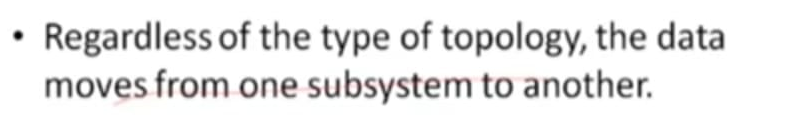 • Regardless of the type of topology, the data
moves from one subsystem to another.